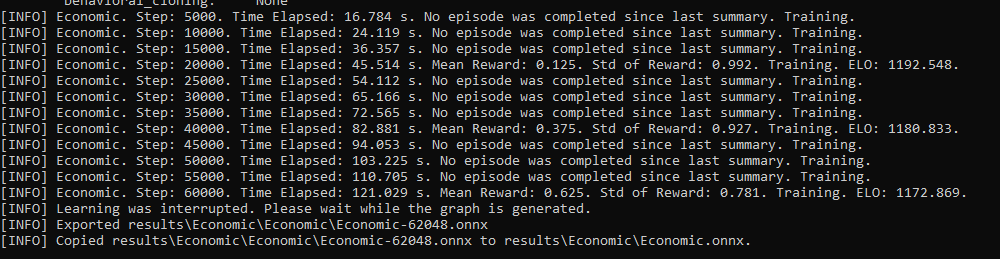 behavioral_cloning: None
[INFO] Economic. Step: 5000. Time Elapsed: 16.784 s. No episode was completed since last summary. Training.
[INFO] Economic. Step: 10000. Time Elapsed: 24.119 s. No episode was completed since last summary. Training.
[INFO] Economic. Step: 15000. Time Elapsed: 36.357 s. No episode was completed since last summary. Training.
[INFO] Economic. Step: 20000. Time Elapsed: 45.514 s. Mean Reward: 0.125. Std of Reward: 0.992. Training. ELO: 1192.548.
[INFO] Economic. Step: 25000. Time Elapsed: 54.112 s. No episode was completed since last summary. Training.
[INFO] Economic. Step: 30000. Time Elapsed: 65.166 s. No episode was completed since last summary. Training.
[INFO] Economic. Step: 35000. Time Elapsed: 72.565 s. No episode was completed since last summary. Training.
[INFO] Economic. Step: 40000. Time Elapsed: 82.881 s. Mean Reward: 0.375. Std of Reward: 0.927. Training. ELO: 1180.833.
[INFO] Economic. Step: 45000. Time Elapsed: 94.053 s. No episode was completed since last summary. Training.
[INFO] Economic. Step: 50000. Time Elapsed: 103.225 s. No episode was completed since last summary. Training.
[INFO] Economic. Step: 55000. Time Elapsed: 110.705 s. No episode was completed since last summary. Training.
[INFO] Economic. Step: 60000. Time Elapsed: 121.029 s. Mean Reward: 0.625. Std of Reward: 0.781. Training. ELO: 1172.869.
[INFO] Learning was interrupted. Please wait while the graph is generated.
[INFO] Exported results\Economic\Economic\Economic-62048.onnx
[INFO] Copied results\Economic\Economic\Economic-62048.onnx to results\Economic\Economic.onnx.